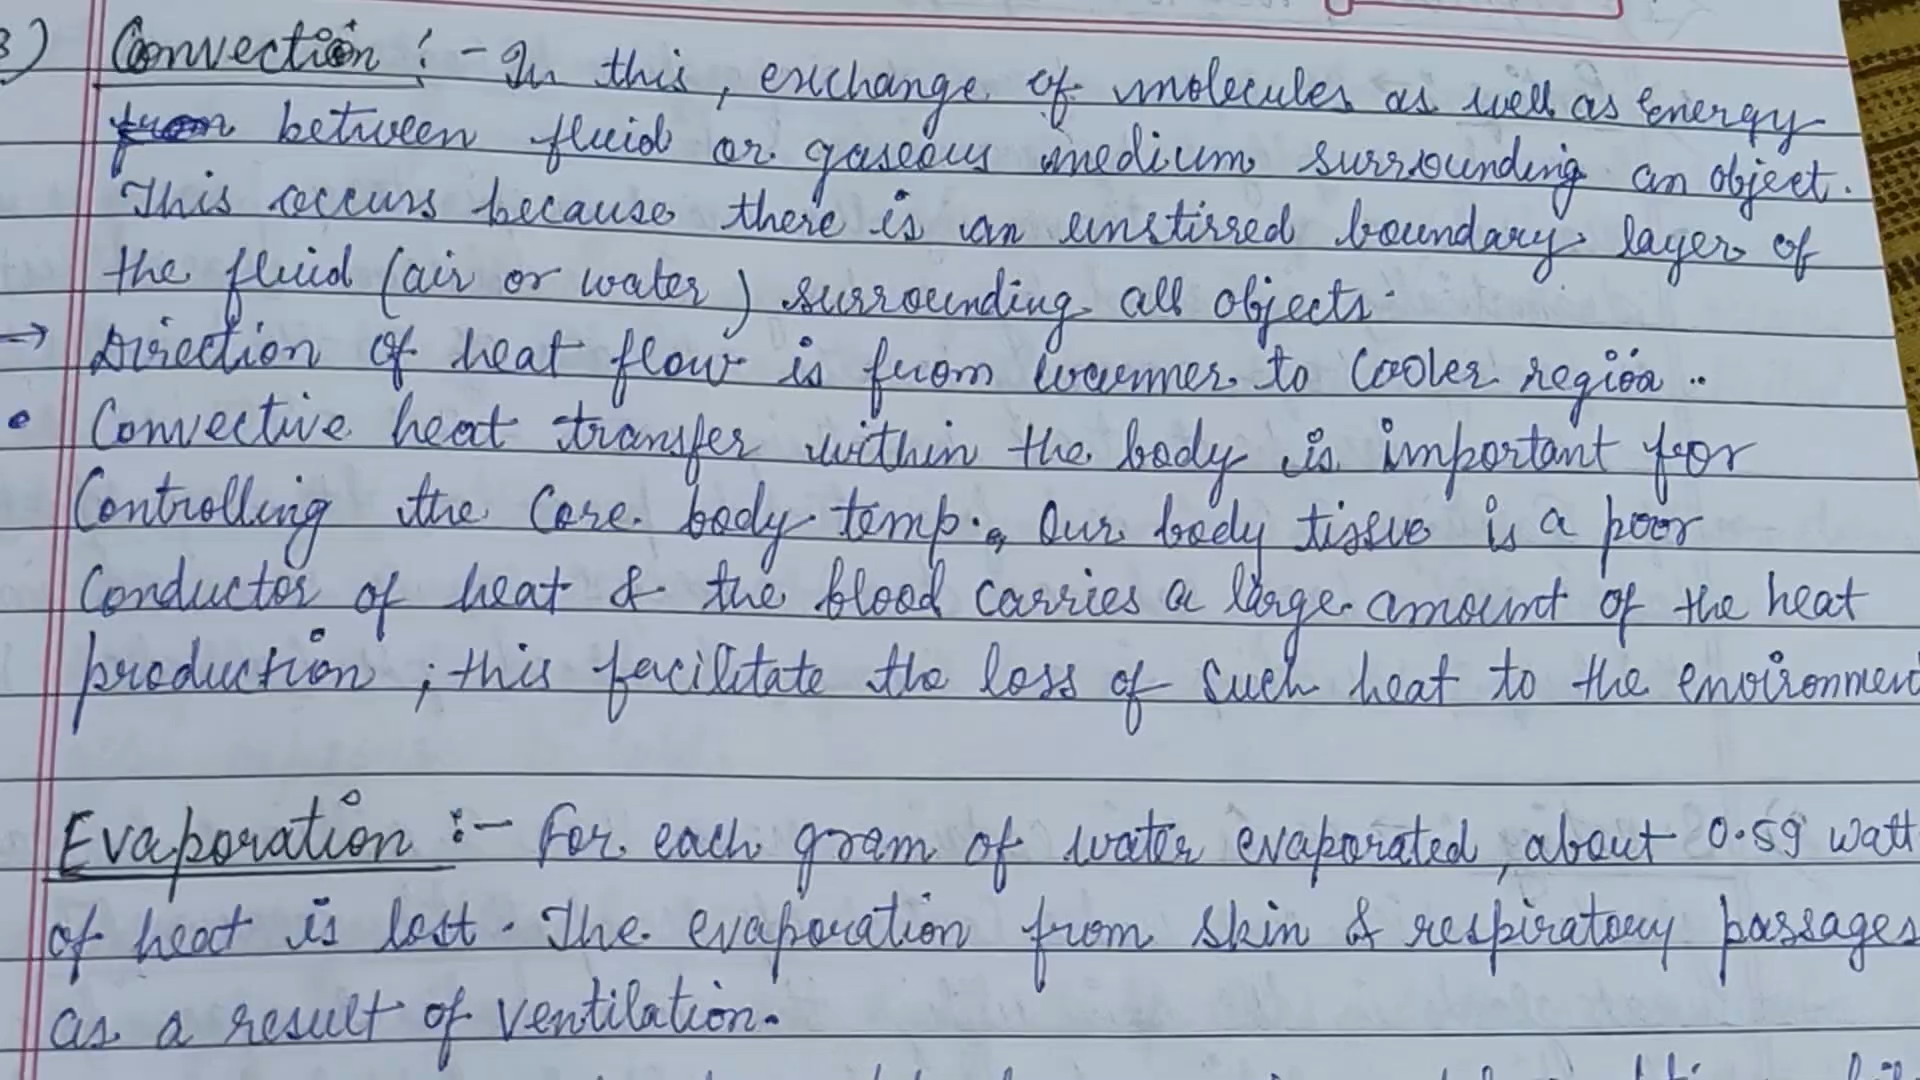 3) Convection :- In this, exchange of molecules as well as energy
from between fluid or gaseous medium surrounding an object.
This occurs because there is an unstirred boundary layer of
the fluid (air or water) surrounding all objects.
→ Direction of heat flow is from warmer to cooler region..
• Convective heat transfer within the body is important for
Controlling the Core body temp., Our body tissue is a poor
Conductor of heat & the blood carries a large amount of the heat
production ; this facilitate the loss of such heat to the environment
Evaporation :- For each gram of water evaporated, about 0.59 watt
of heat is lost. The evaporation from skin & respiratory passages
as a result of ventilation.